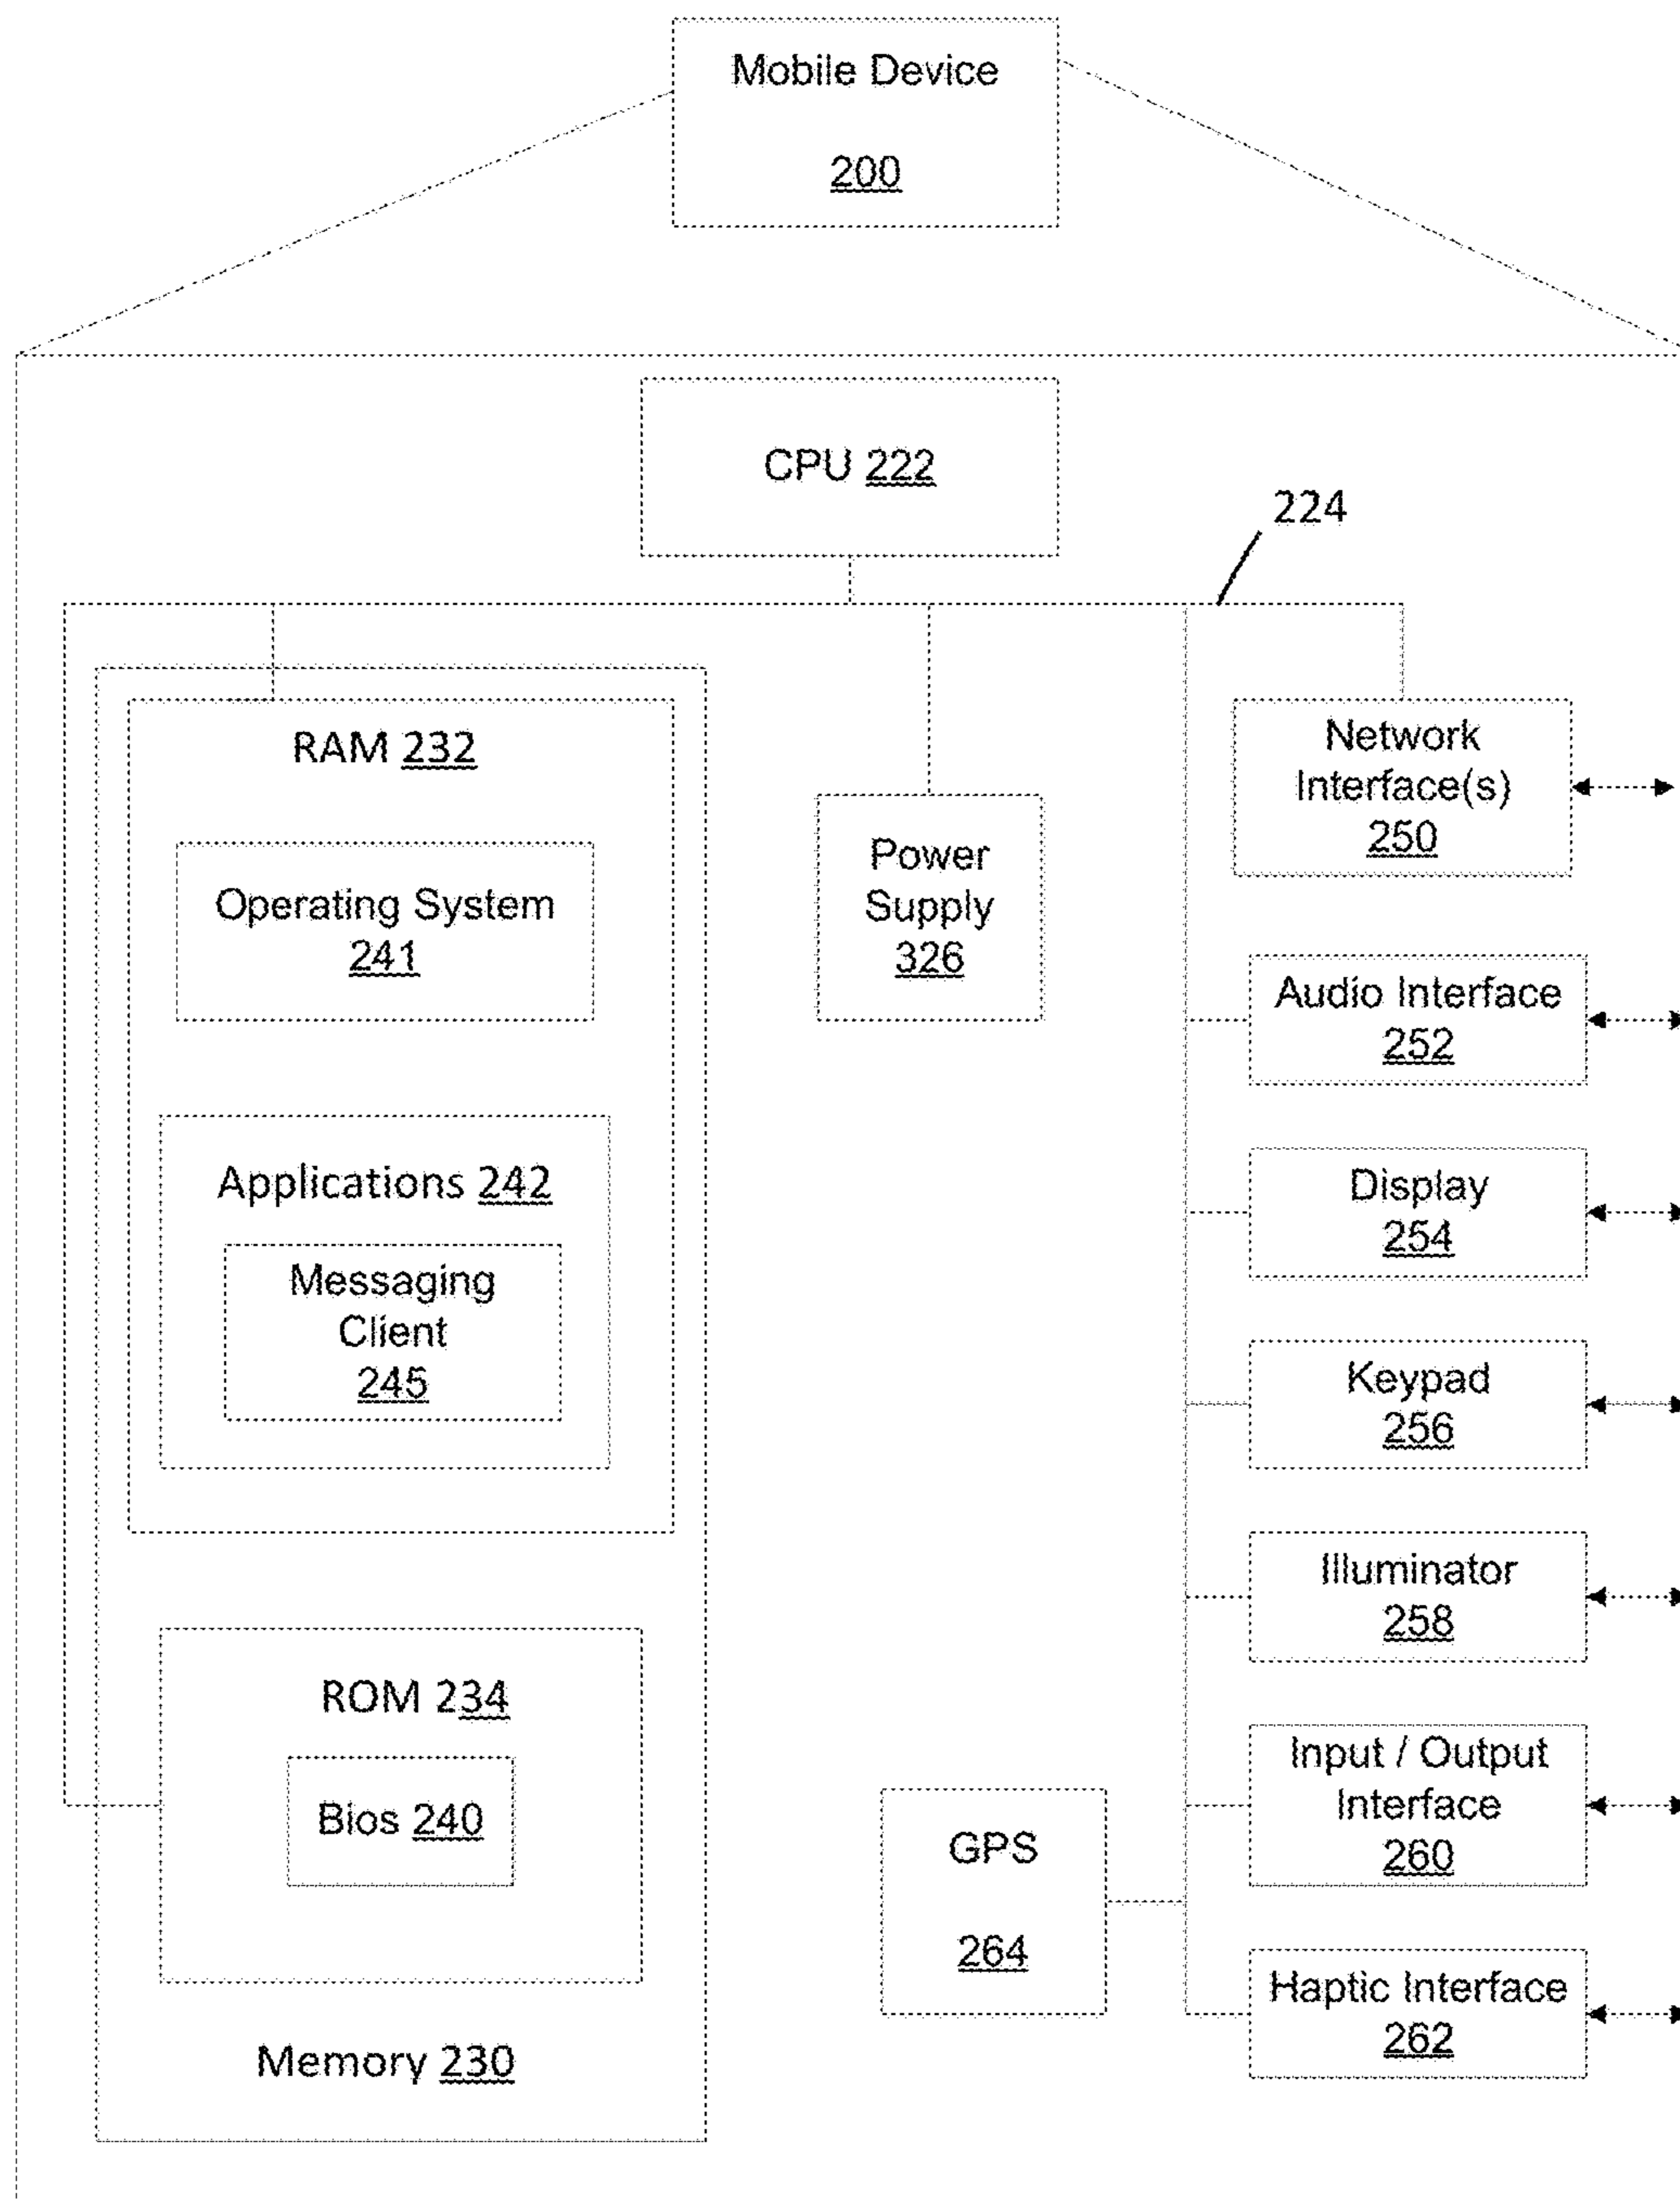 Mobile Device
200
CPU 222
224
RAM 232
Operating System
241
Applications 242
Messaging
Client
245
ROM 234
Bios 240
Memory 230
Power
Supply
326
GPS
264
Network
Interface(s)
250
Audio Interface
252
Display
254
Keypad
256
Illuminator
258
Input / Output
Interface
260
Haptic Interface
262